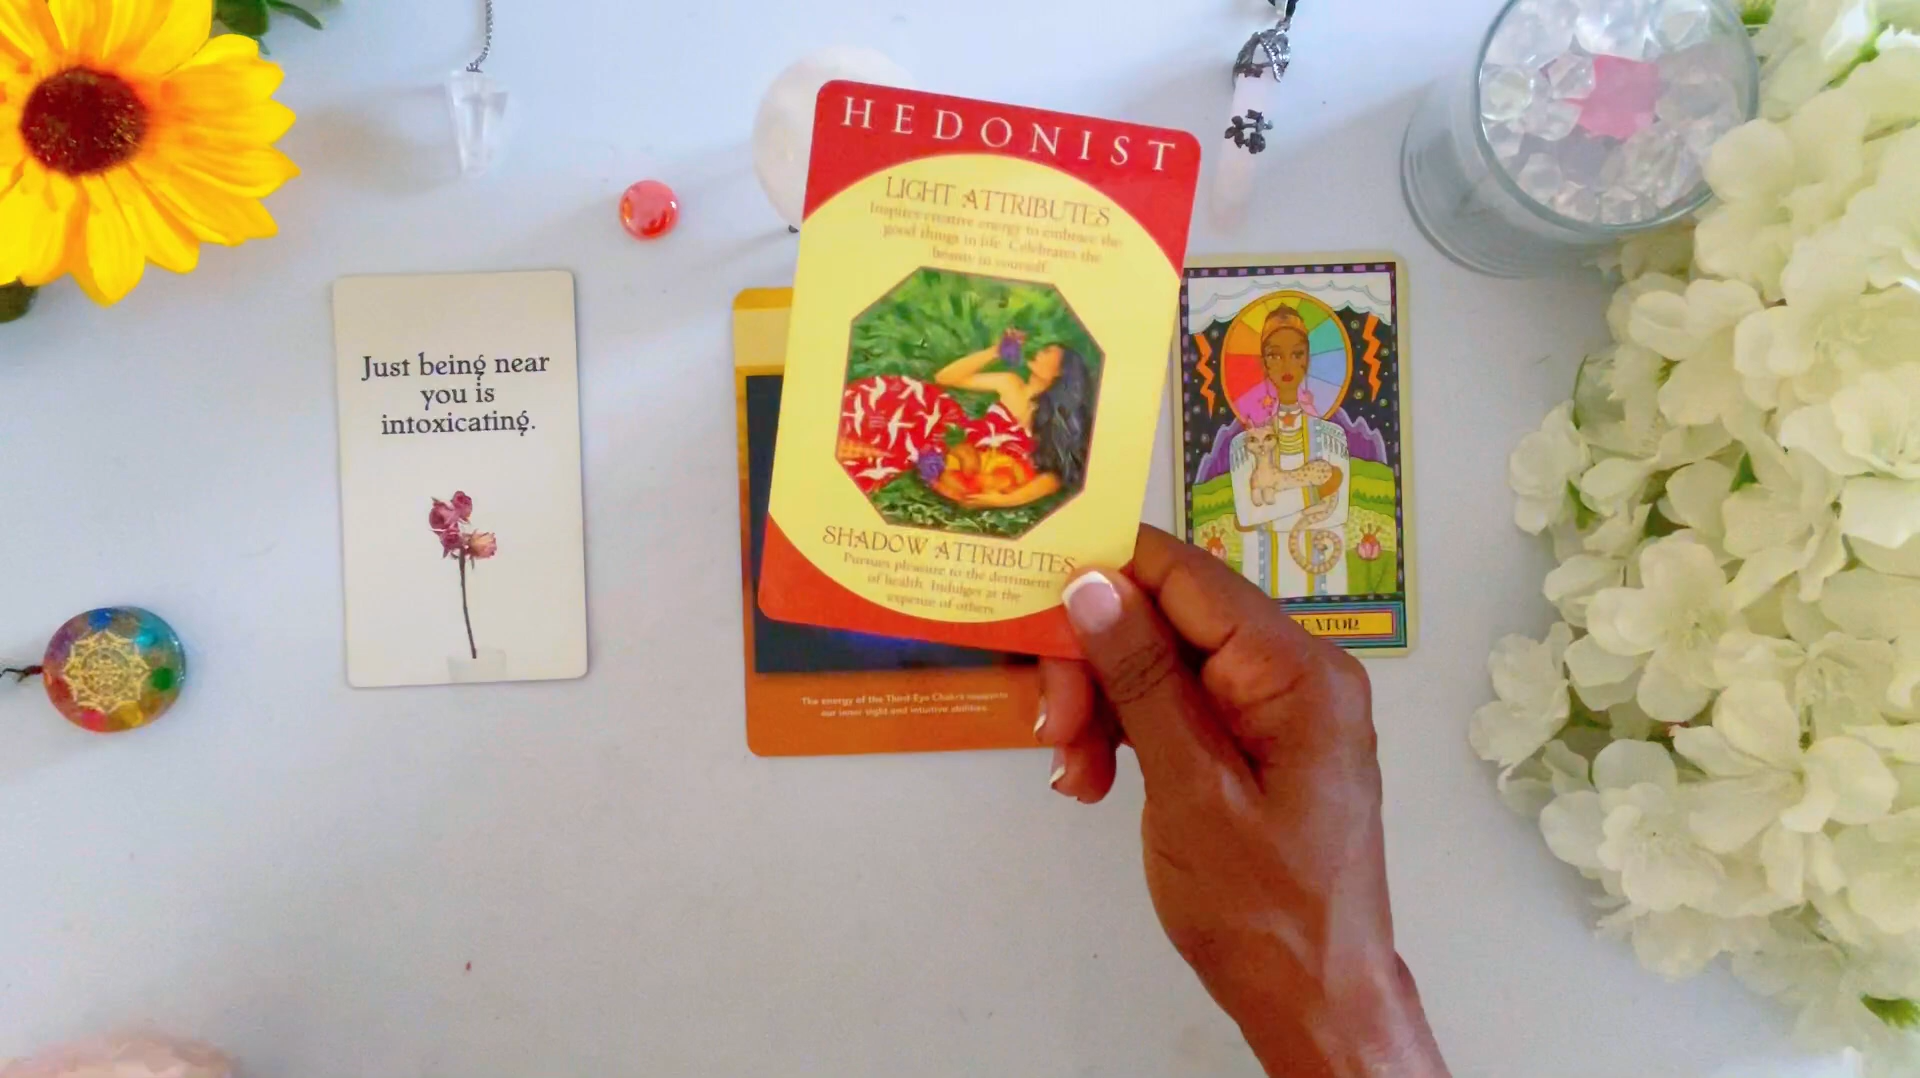 HEDONIST
LIGHT ATTRIBUTES
Inspires creative energy to embrace the
good things in life. Celebrates the
beauty in yourself.
SHADOW ATTRIBUTES
Pursues pleasure to the detriment
of health. Indulges at the
expense of others.
Just being near
you is
intoxicating.
The energy of the Third Eye Chakra
our inner sight and intuitive abilities.
EATOR